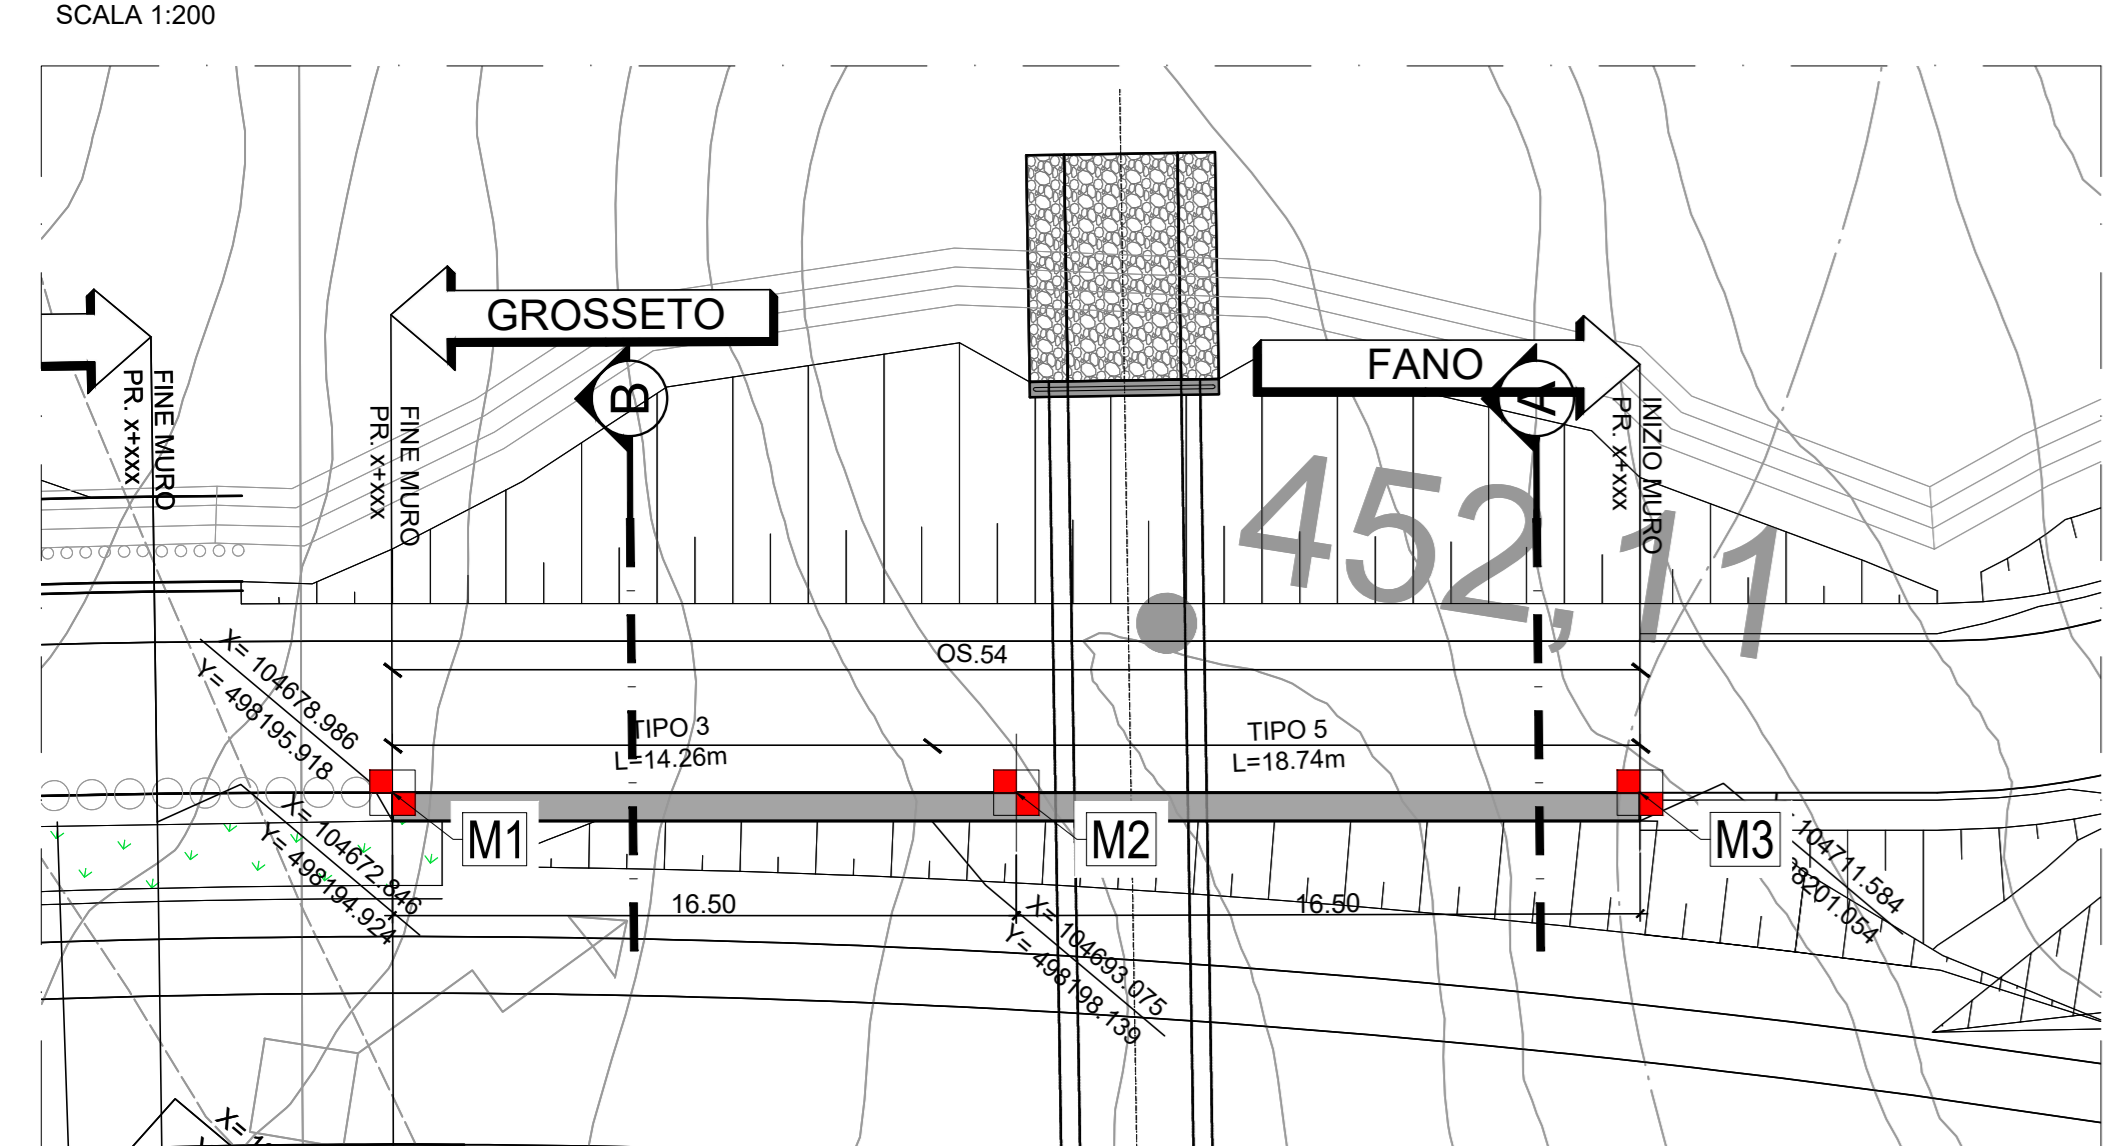 SCALA 1:200
GROSSETO
FANO
B
A
FINE MURO
PR. x+xxx
FINE MURO
PR. x+xxx
INIZIO MURO
PR. x+xxx
452,11
OS.54
X= 104678.986
Y= 498195.918
TIPO 3
L=14.26m
TIPO 5
L=18.74m
M1
M2
M3
X= 104672.846
Y= 498194.924
16.50
16.50
X= 104693.075
Y= 498198.139
104711.584
8201.054
X= 1